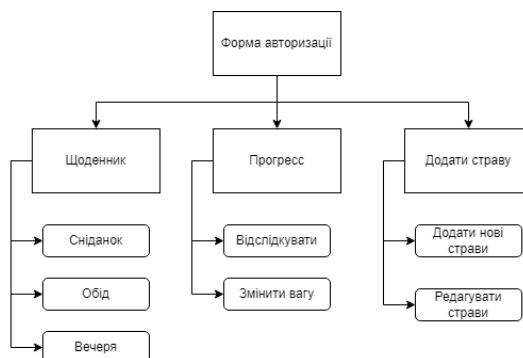 Форма авторизації
Щоденник
Прогресс
Додати страву
Сніданок
Відслідкувати
Додати нові
страви
Обід
Змінити вагу
Редагувати
страви
Вечеря